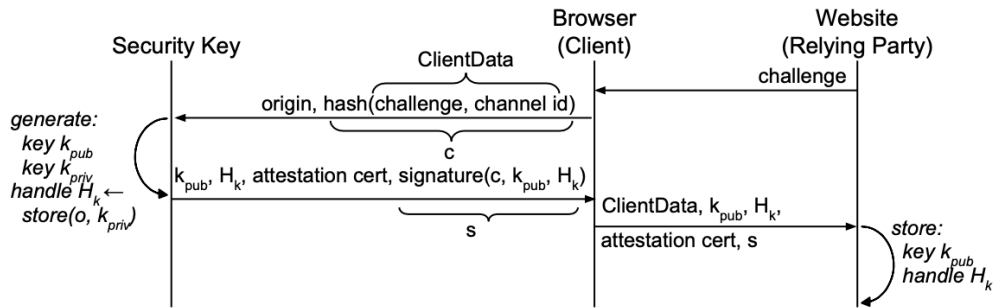 Security Key
Browser
(Client)
Website
(Relying Party)
ClientData
challenge
origin, hash(challenge, channel id)
c
generate:
key k_pub
key k_priv
handle H_k ←
store(o, k_priv)
k_pub, H_k, attestation cert, signature(c, k_pub, H_k)
s
ClientData, k_pub, H_k,
attestation cert, s
store:
key k_pub
handle H_k